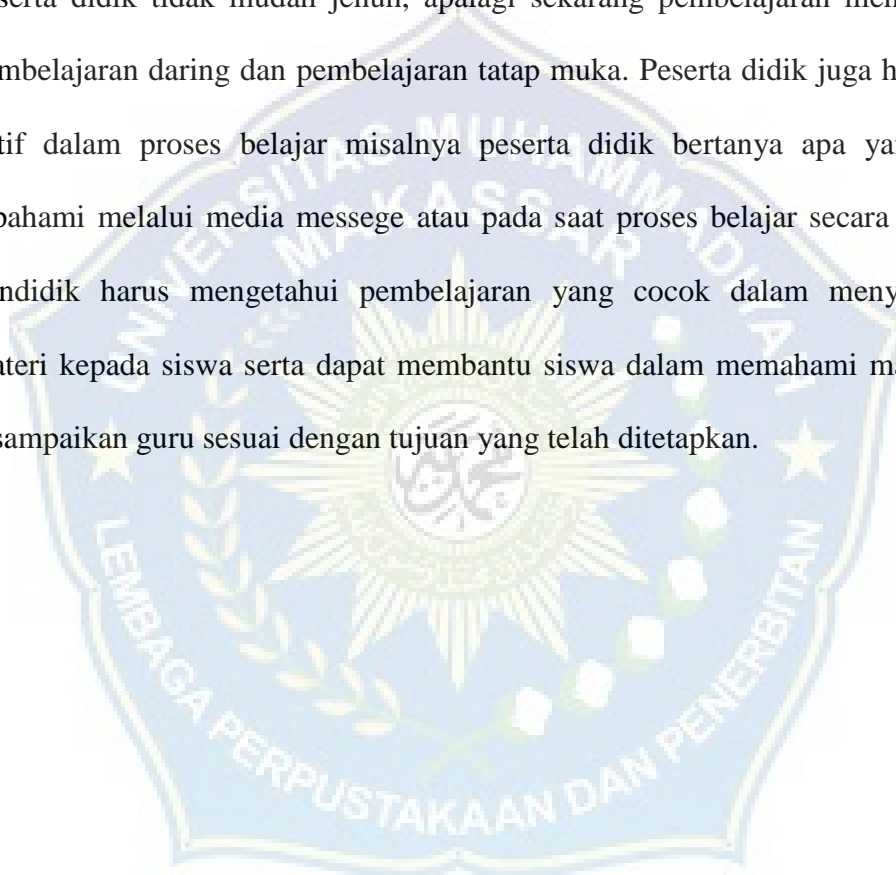 serta didik tidak mudah jenuh, apalagi sekarang pembelajaran men
mbelajaran daring dan pembelajaran tatap muka. Peserta didik juga h
tif dalam proses belajar misalnya peserta didik bertanya apa ya
pahami melalui media messege atau pada saat proses belajar secara
ndidik harus mengetahui pembelajaran yang cocok dalam meny
ateri kepada siswa serta dapat membantu siswa dalam memahami ma
sampaikan guru sesuai dengan tujuan yang telah ditetapkan.
UNIVERSITAS MUHAMMADIYAH
MAKASSAR
LEMBAGA PERPUSTAKAAN DAN PENERBITAN